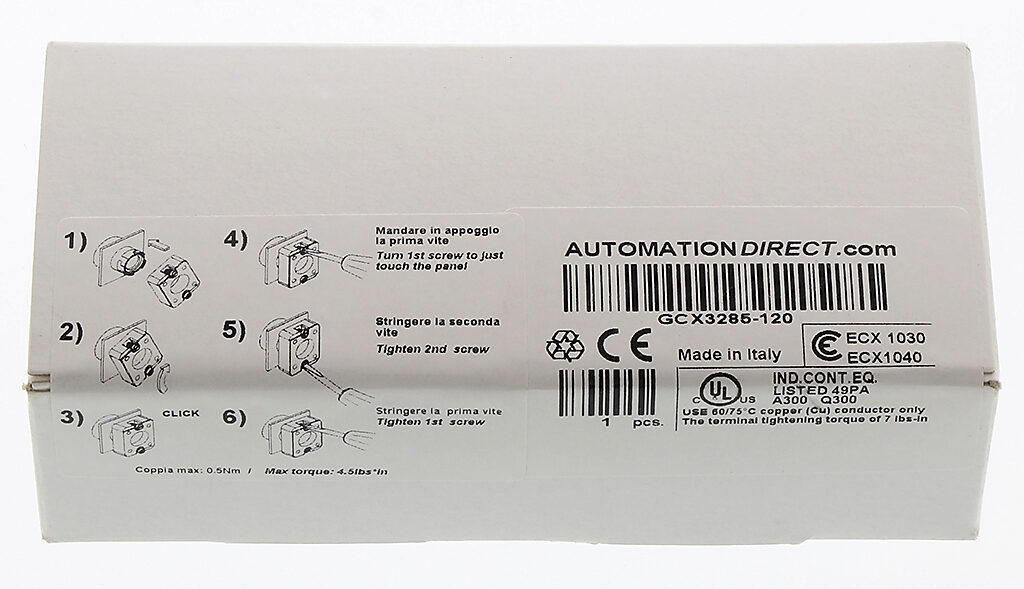 1)
2)
3) CLICK
4) Mandare in appoggio
la prima vite
Turn 1st screw to just
touch the panel
5) Stringere la seconda
vite
Tighten 2nd screw
6) Stringere la prima vite
Tighten 1st screw
Coppia max: 0.5Nm / Max torque: 4.5lbs*in
AUTOMATIONDIRECT.com
GCX3285-120
CE Made in Italy
ECX 1030
ECX1040
1 pcs.
C UL US
IND.CONT.EQ.
LISTED 49PA
A300 Q300
USE 60/75°C copper (Cu) conductor only
The terminal tightening torque of 7 lbs-in